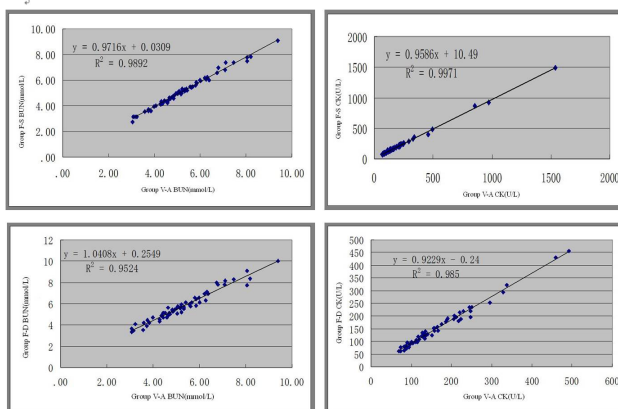 y = 0.9716x + 0.0309
R² = 0.9892
10.00
8.00
6.00
4.00
2.00
.00
.00 2.00 4.00 6.00 8.00 10.00
Group F-S BUN(mmol/L)
Group V-A BUN(mmol/L)
y = 0.9586x + 10.49
R² = 0.9971
2000
1500
1000
500
0
0 500 1000 1500 2000
Group F-S CK(U/L)
Group V-A CK(U/L)
y = 1.0408x + 0.2549
R² = 0.9524
12
10
8
6
4
2
0
.00 2.00 4.00 6.00 8.00 10.00
Group F-D BUN(mmol/L)
Group V-A BUN(mmol/L)
y = 0.9229x - 0.24
R² = 0.985
500
450
400
350
300
250
200
150
100
50
0
0 100 200 300 400 500 600
Group F-D CK(U/L)
Group V-A CK(U/L)